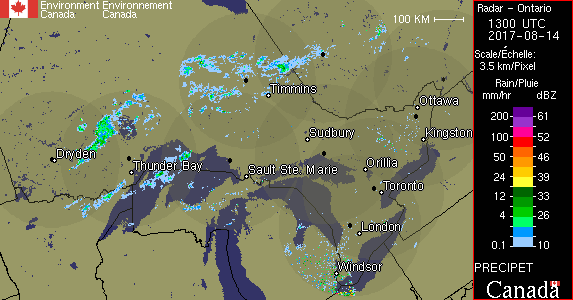 Environment Environnement
Canada Canada
100 KM
Timmins
Ottawa
Sudbury
Kingston
Dryden
Thunder Bay
Sault Ste. Marie
Orillia
Toronto
London
Windsor
Radar - Ontario
1300 UTC
2017-08-14
Scale/Échelle:
3.5 km/Pixel
Rain/Pluie
mm/hr dBZ
200 61
100 52
50 46
24 39
12 33
4 26
0.1 10
PRECIPET
Canada